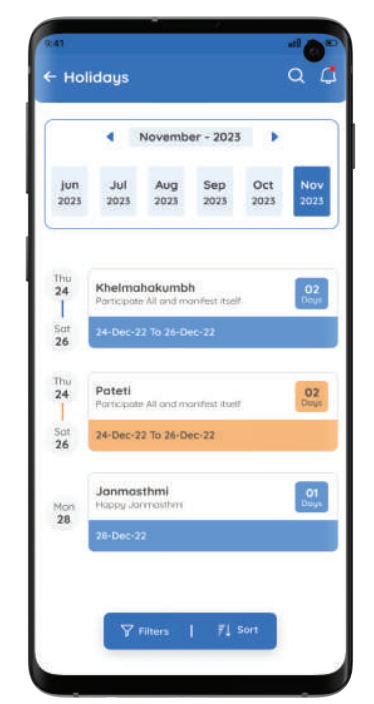 9:41
← Holidays
November - 2023
jun Jul Aug Sep Oct Nov
2023 2023 2023 2023 2023 2023
Thu
24
Sat
26
Khelmahakumbh
Participate All and manifest itself
02
Days
24-Dec-22 To 26-Dec-22
Thu
24
Sat
26
Pateti
Participate All and manifest itself
02
Days
24-Dec-22 To 26-Dec-22
Mon
28
Janmasthmi
Happy Janmasthmi
01
Days
28-Dec-22
Filters | Sort